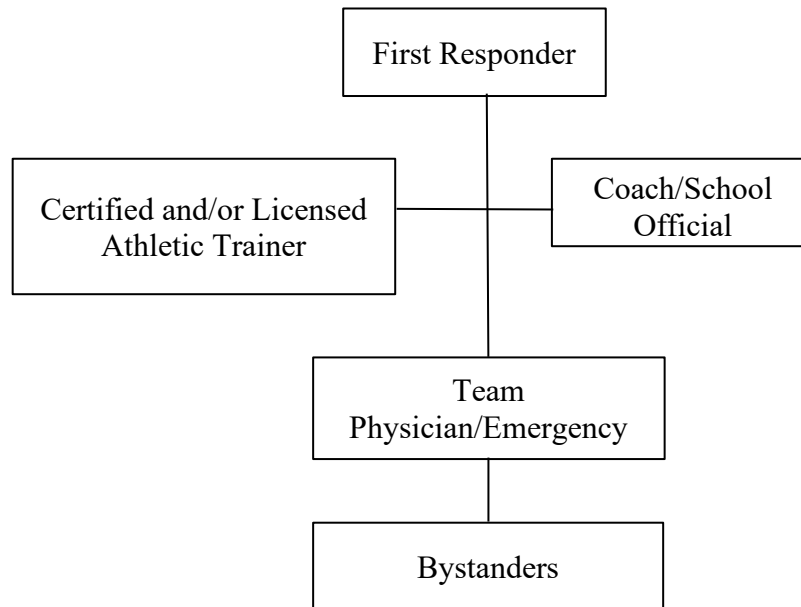 First Responder
Certified and/or Licensed
Athletic Trainer
Coach/School
Official
Team
Physician/Emergency
Bystanders